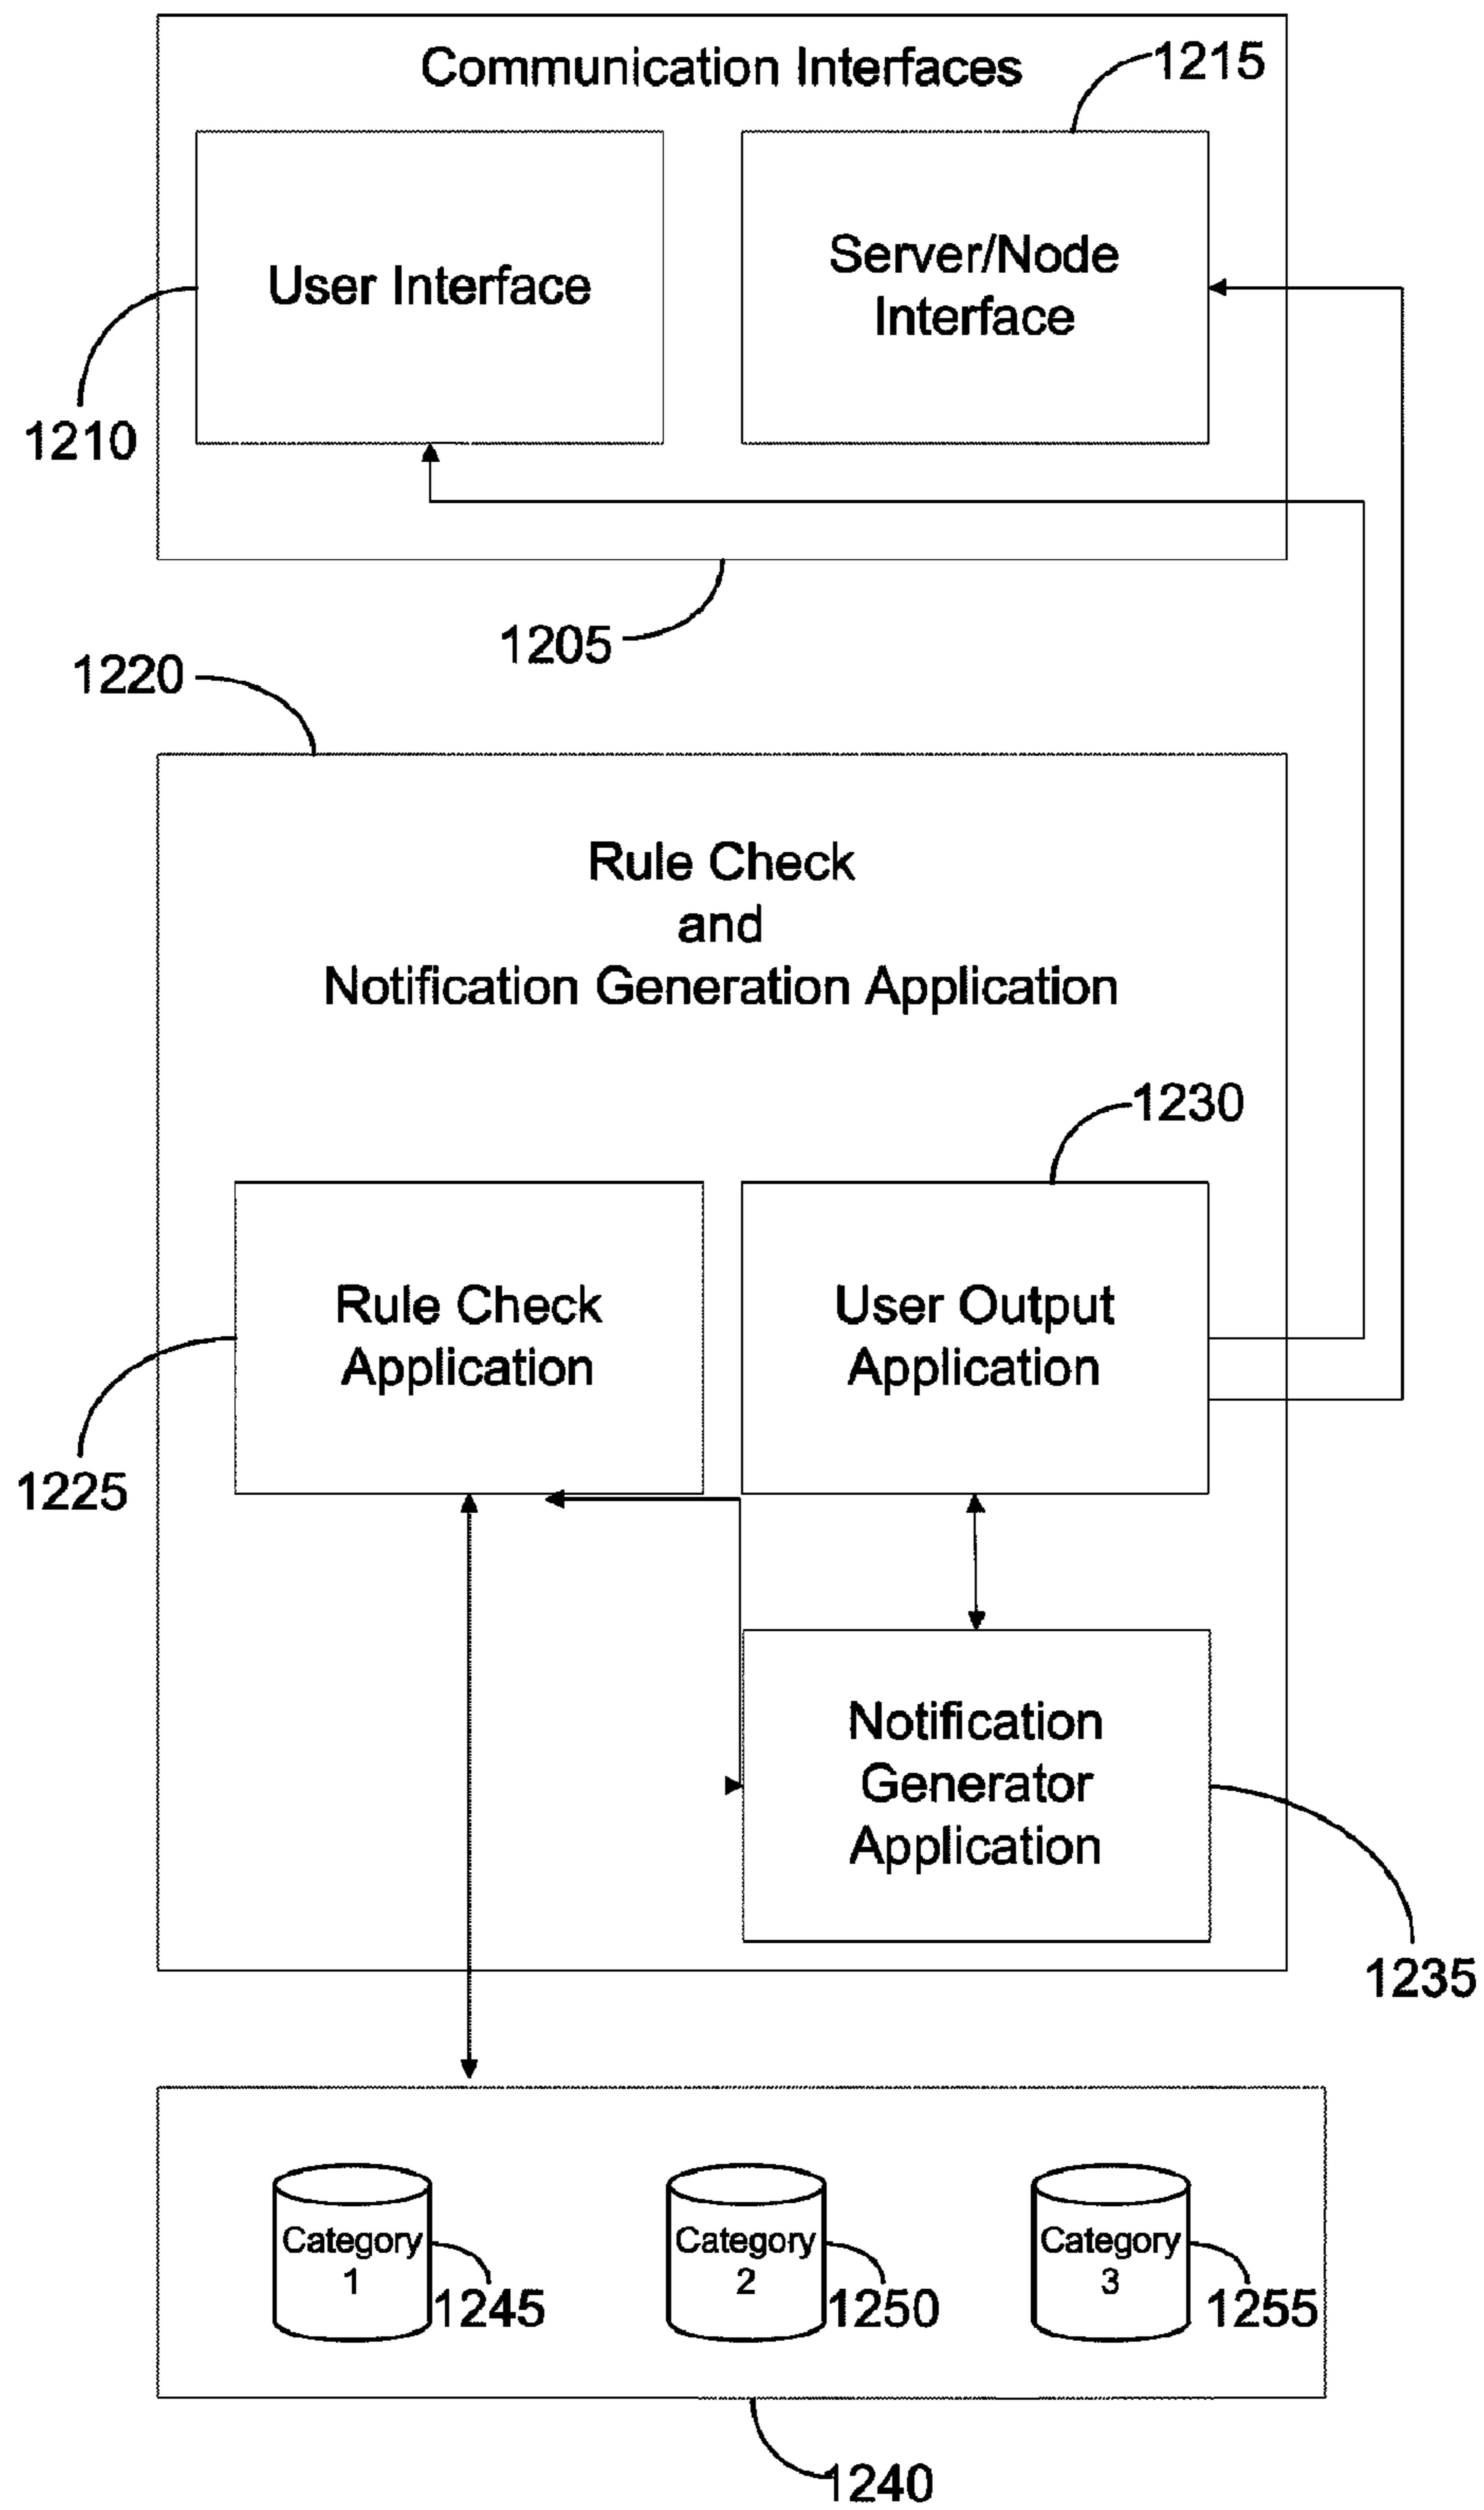 Communication Interfaces
1215
User Interface
Server/Node
Interface
1210
1205
1220
Rule Check
and
Notification Generation Application
1230
Rule Check
Application
User Output
Application
1225
Notification
Generator
Application
1235
Category
1
1245
Category
2
1250
Category
3
1255
1240